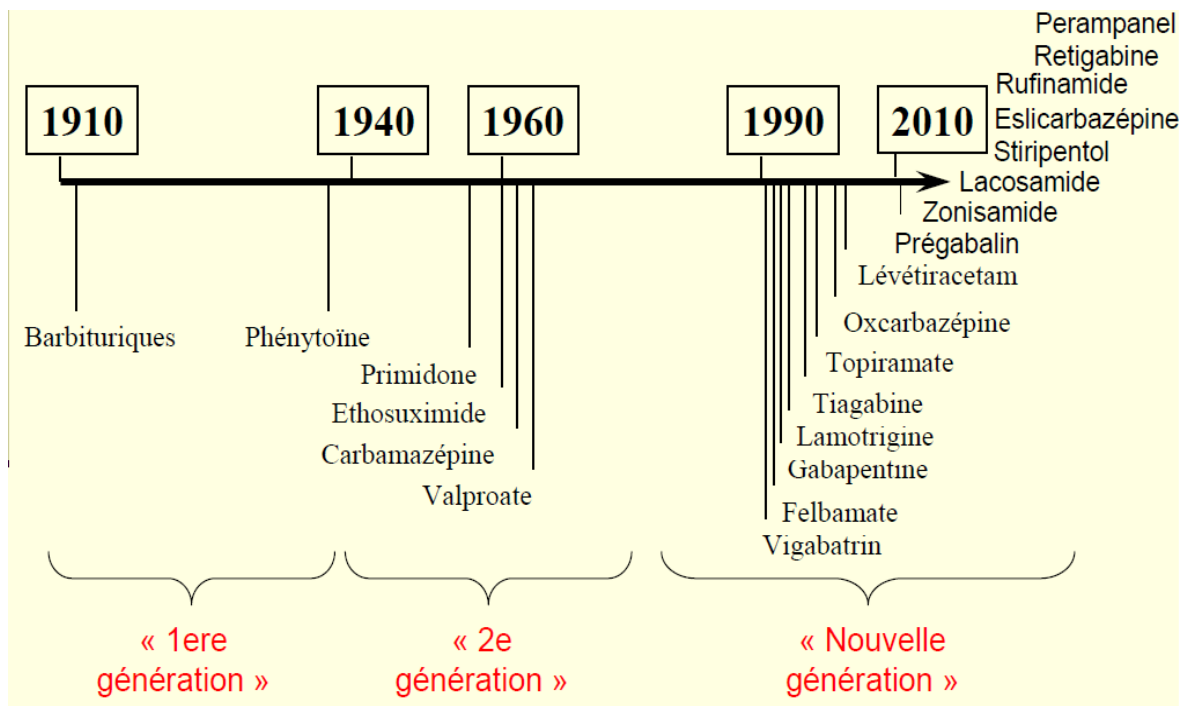 Perampanel
Retigabine
Rufinamide
1910
1940
1960
1990
2010
Eslicarbazépine
Stiripentol
Lacosamide
Zonisamide
Prégabalin
Lévétiracetam
Barbituriques
Phénytoïne
Oxcarbazépine
Primidone
Topiramate
Ethosuximide
Tiagabine
Carbamazépine
Lamotrigine
Gabapentine
Valproate
Felbamate
Vigabatrin
« 1ere
génération »
« 2e
génération »
« Nouvelle
génération »